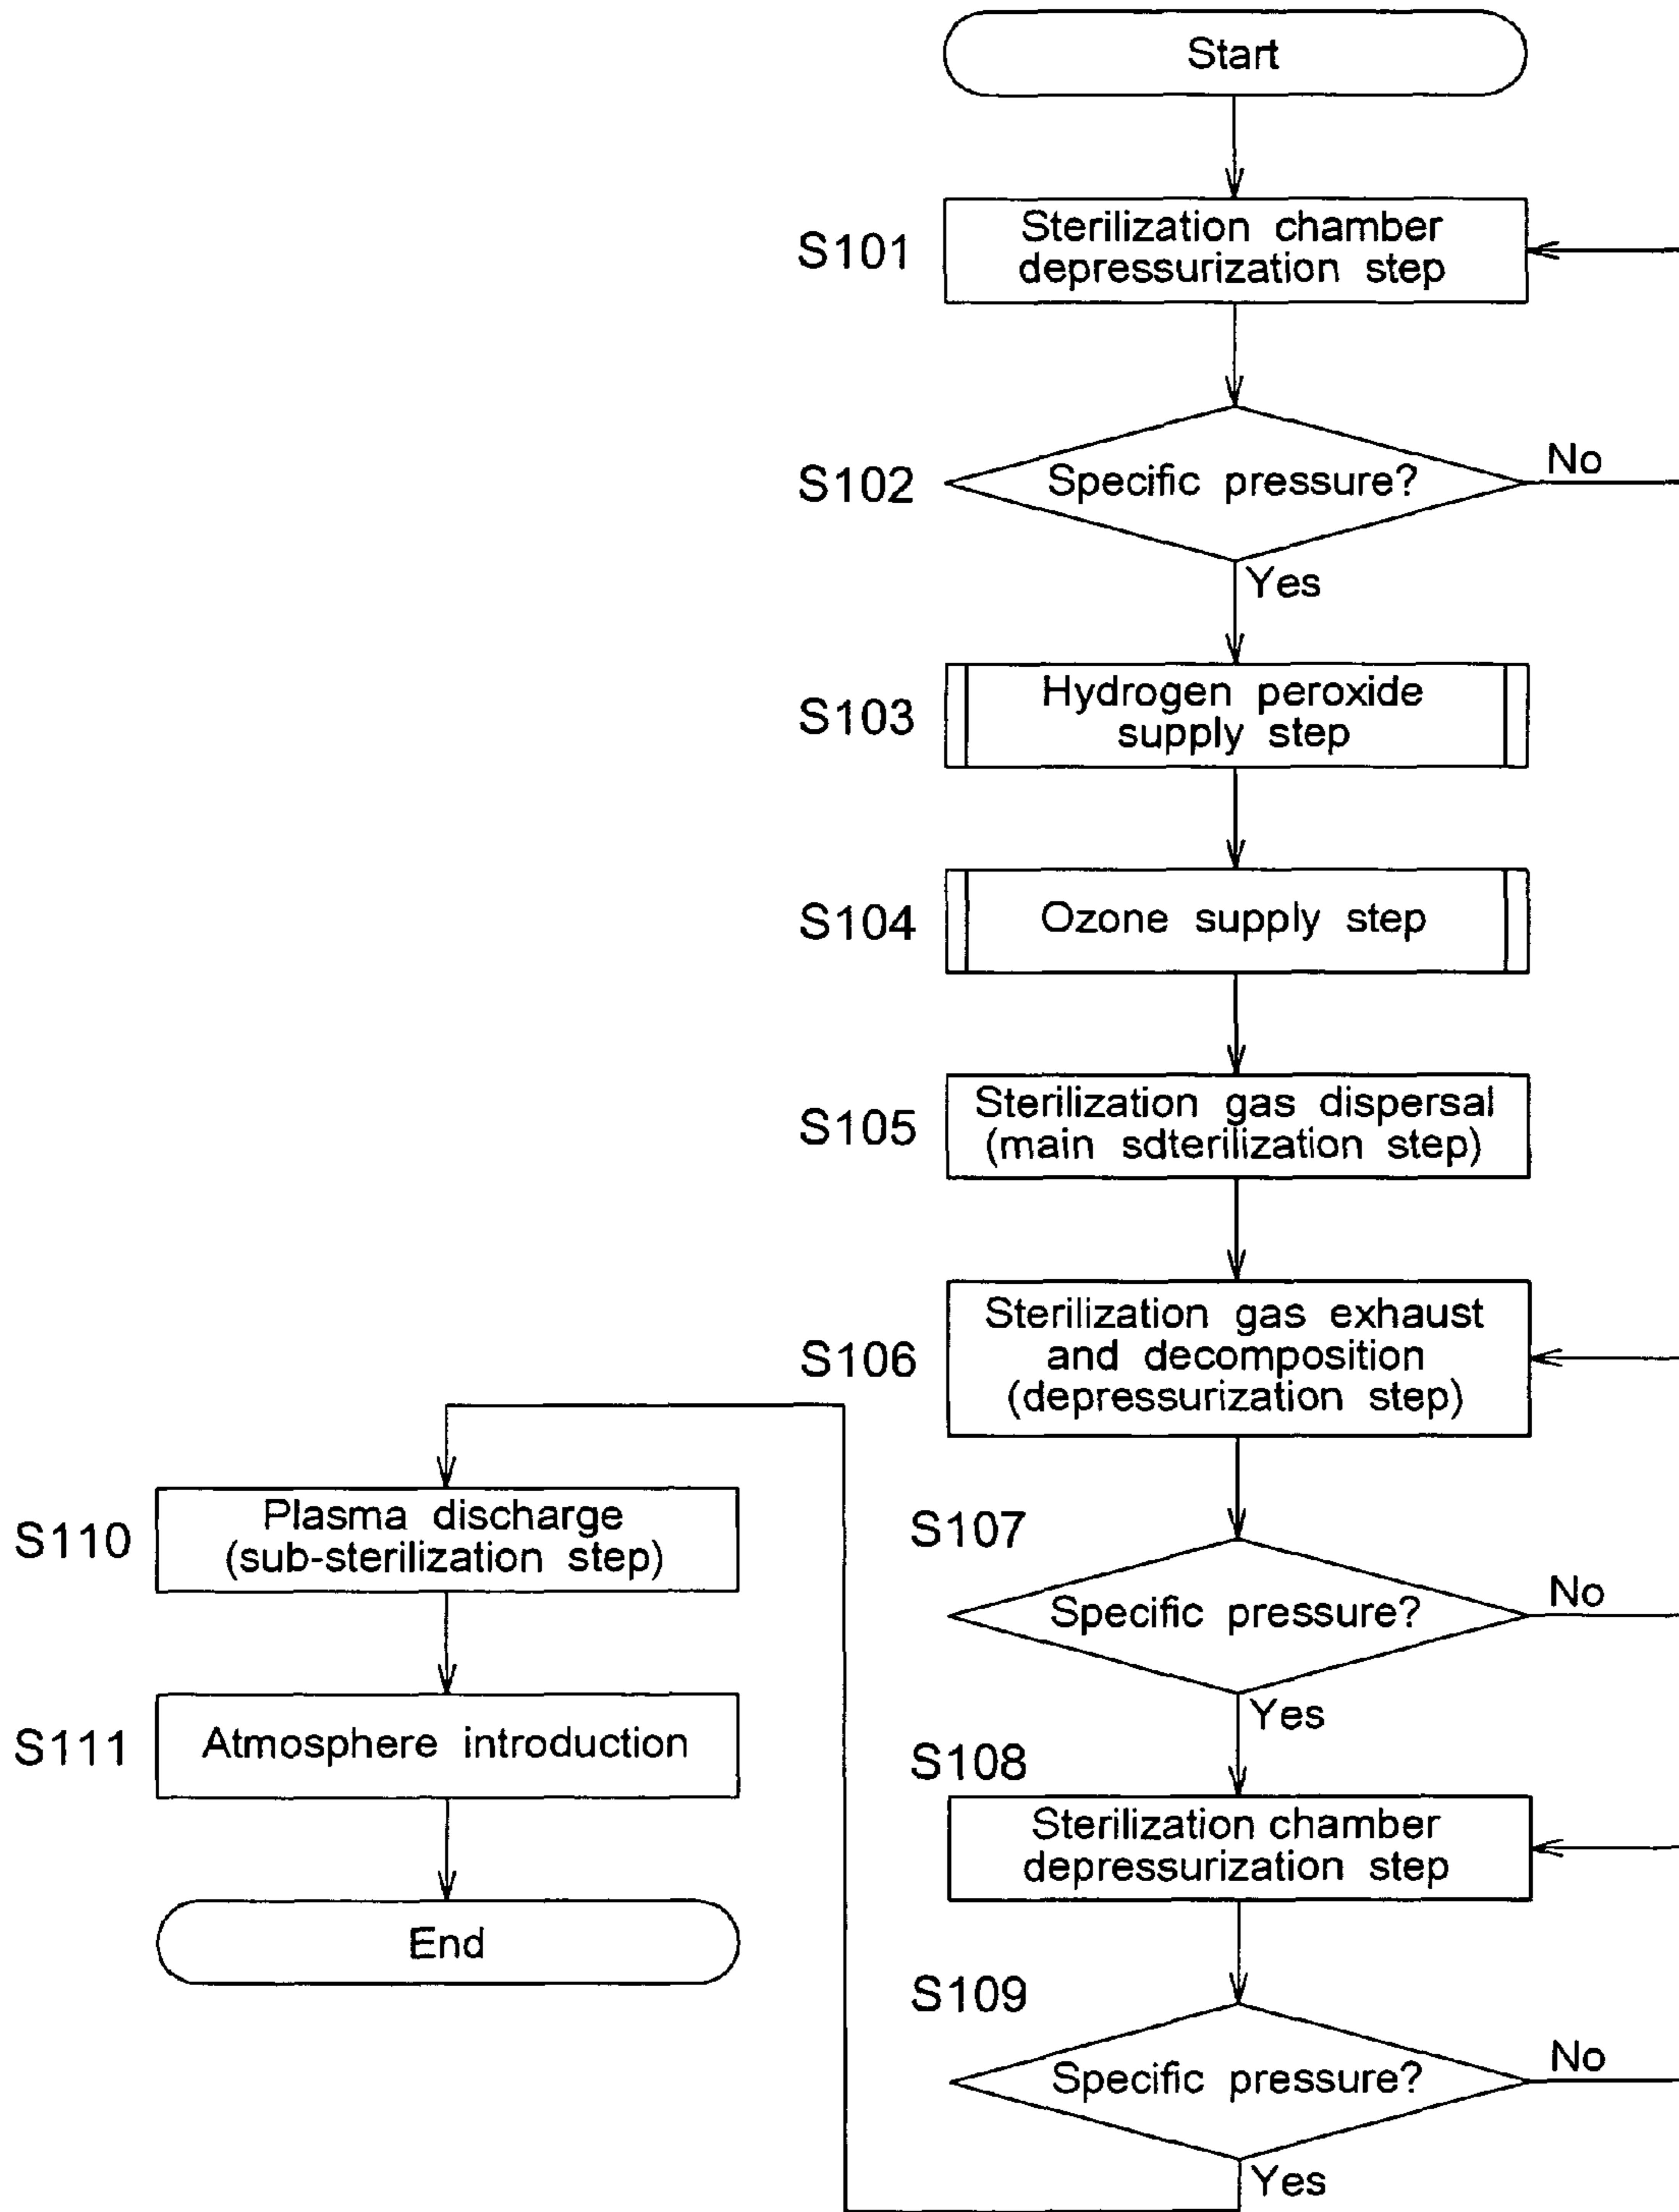 Start
S101
Sterilization chamber
depressurization step
S102
Specific pressure?
No
Yes
S103
Hydrogen peroxide
supply step
S104
Ozone supply step
S105
Sterilization gas dispersal
(main sdterilization step)
S106
Sterilization gas exhaust
and decomposition
(depressurization step)
S107
Specific pressure?
No
Yes
S108
Sterilization chamber
depressurization step
S109
Specific pressure?
No
Yes
S110
Plasma discharge
(sub-sterilization step)
S111
Atmosphere introduction
End